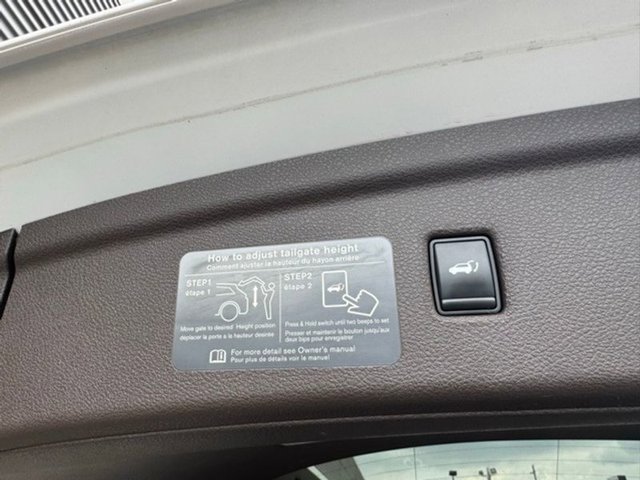 How to adjust tailgate height
Comment ajuster la hauteur du hayon arrière
STEP1
étape 1
STEP2
étape 2
Move gate to desired Height position
déplacer la porte à la hauteur désirée
Press & Hold switch until two beeps to set
Presser et maintenir le bouton jusqu'aux
deux bips pour enregistrer
For more detail see Owner's manual
Pour plus de détails voir le manuel